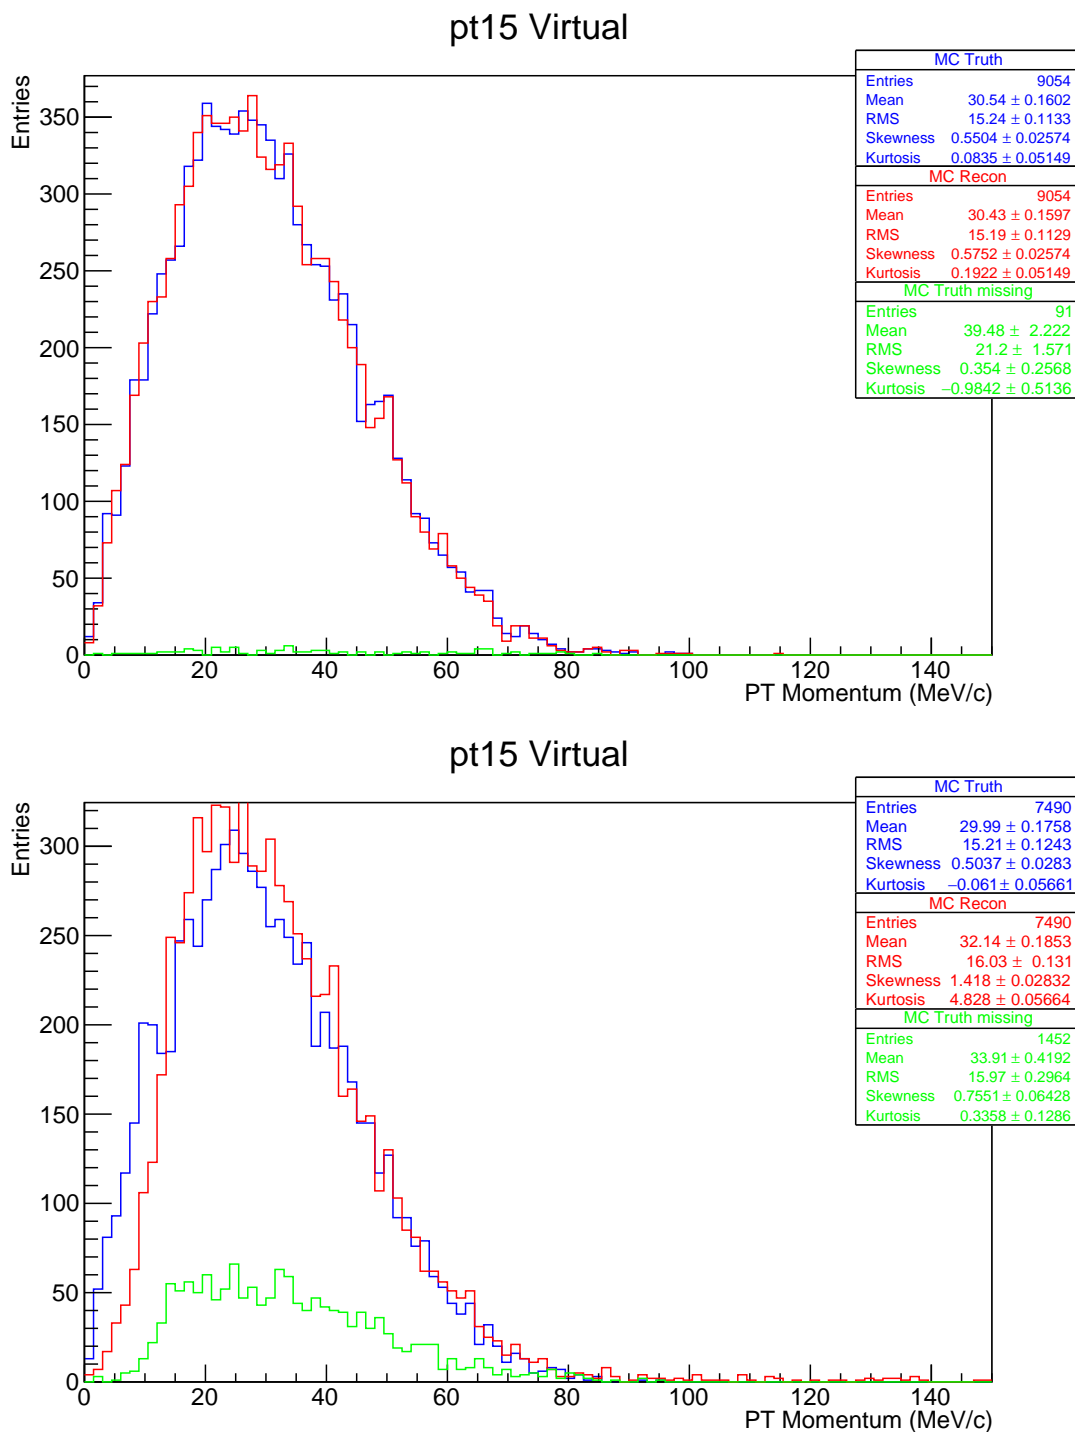 pt15 Virtual
MC Truth
Entries 9054
Mean 30.54 ± 0.1602
RMS 15.24 ± 0.1133
Skewness 0.5504 ± 0.02574
Kurtosis 0.0835 ± 0.05149
MC Recon
Entries 9054
Mean 30.43 ± 0.1597
RMS 15.19 ± 0.1129
Skewness 0.5752 ± 0.02574
Kurtosis 0.1922 ± 0.05149
MC Truth missing
Entries 91
Mean 39.48 ± 2.222
RMS 21.2 ± 1.571
Skewness 0.354 ± 0.2568
Kurtosis −0.9842 ± 0.5136
Entries
350
300
250
200
150
100
50
0
0 20 40 60 80 100 120 140
PT Momentum (MeV/c)
pt15 Virtual
MC Truth
Entries 7490
Mean 29.99 ± 0.1758
RMS 15.21 ± 0.1243
Skewness 0.5037 ± 0.0283
Kurtosis −0.061 ± 0.05661
MC Recon
Entries 7490
Mean 32.14 ± 0.1853
RMS 16.03 ± 0.131
Skewness 1.418 ± 0.02832
Kurtosis 4.828 ± 0.05664
MC Truth missing
Entries 1452
Mean 33.91 ± 0.4192
RMS 15.97 ± 0.2964
Skewness 0.7551 ± 0.06428
Kurtosis 0.3358 ± 0.1286
Entries
300
250
200
150
100
50
0
0 20 40 60 80 100 120 140
PT Momentum (MeV/c)